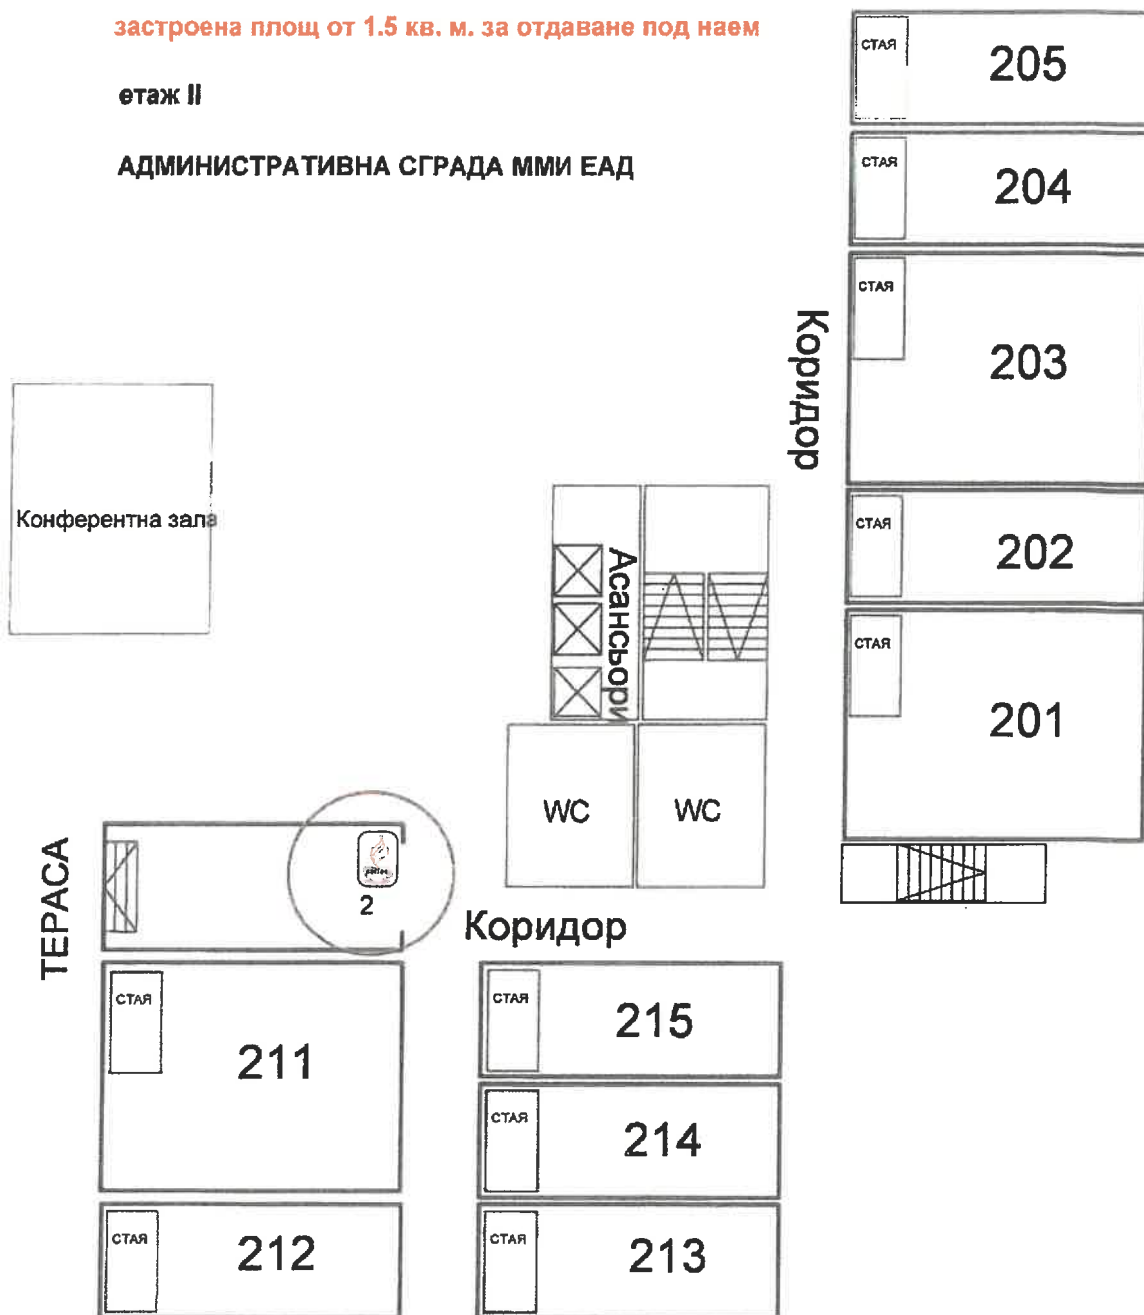 застроена площ от 1.5 кв. м. за отдаване под наем
етаж II
АДМИНИСТРАТИВНА СГРАДА ММИ ЕАД
СТАЯ
205
СТАЯ
204
СТАЯ
203
Коридор
Конферентна зала
СТАЯ
202
Асансьори
СТАЯ
201
WC
WC
ТЕРАСА
coffee
2
Коридор
СТАЯ
211
СТАЯ
215
СТАЯ
214
СТАЯ
212
СТАЯ
213